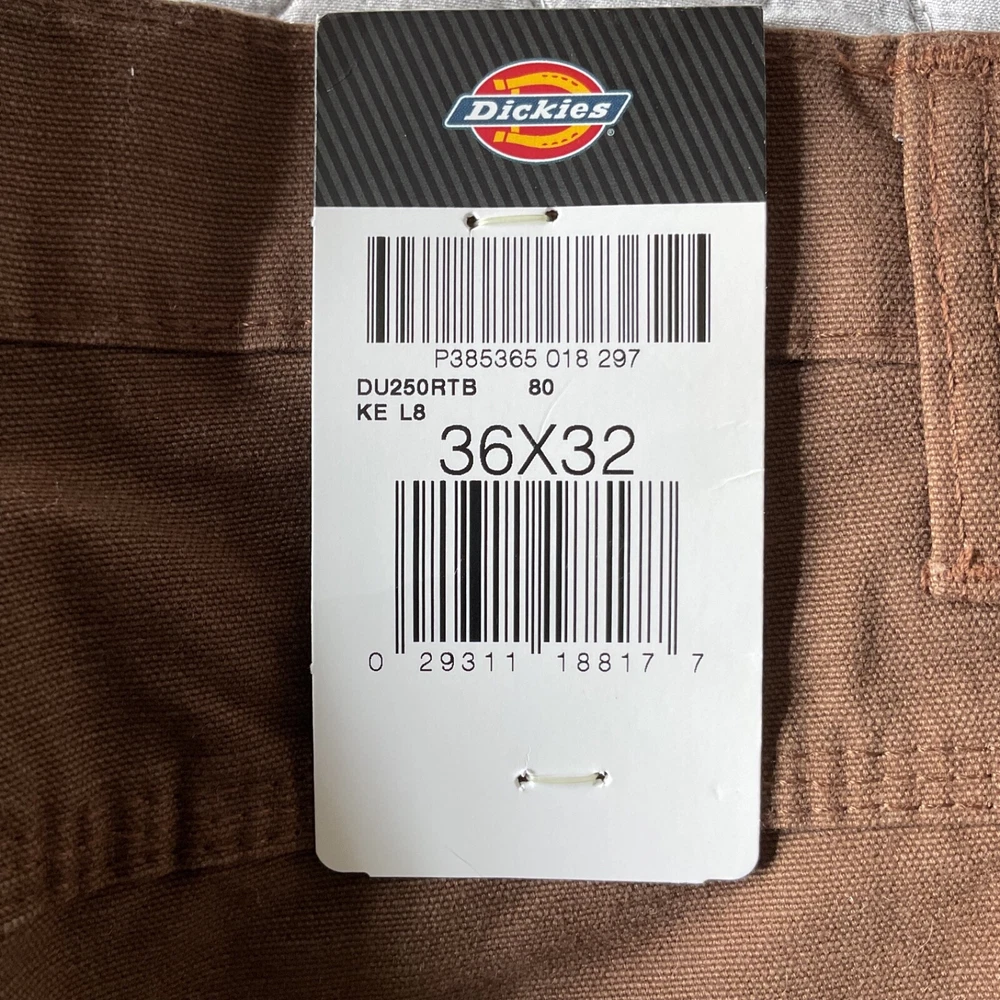 Dickies®
P385365 018 297
DU250RTB 80
KE L8
36X32
0 29311 18817 7